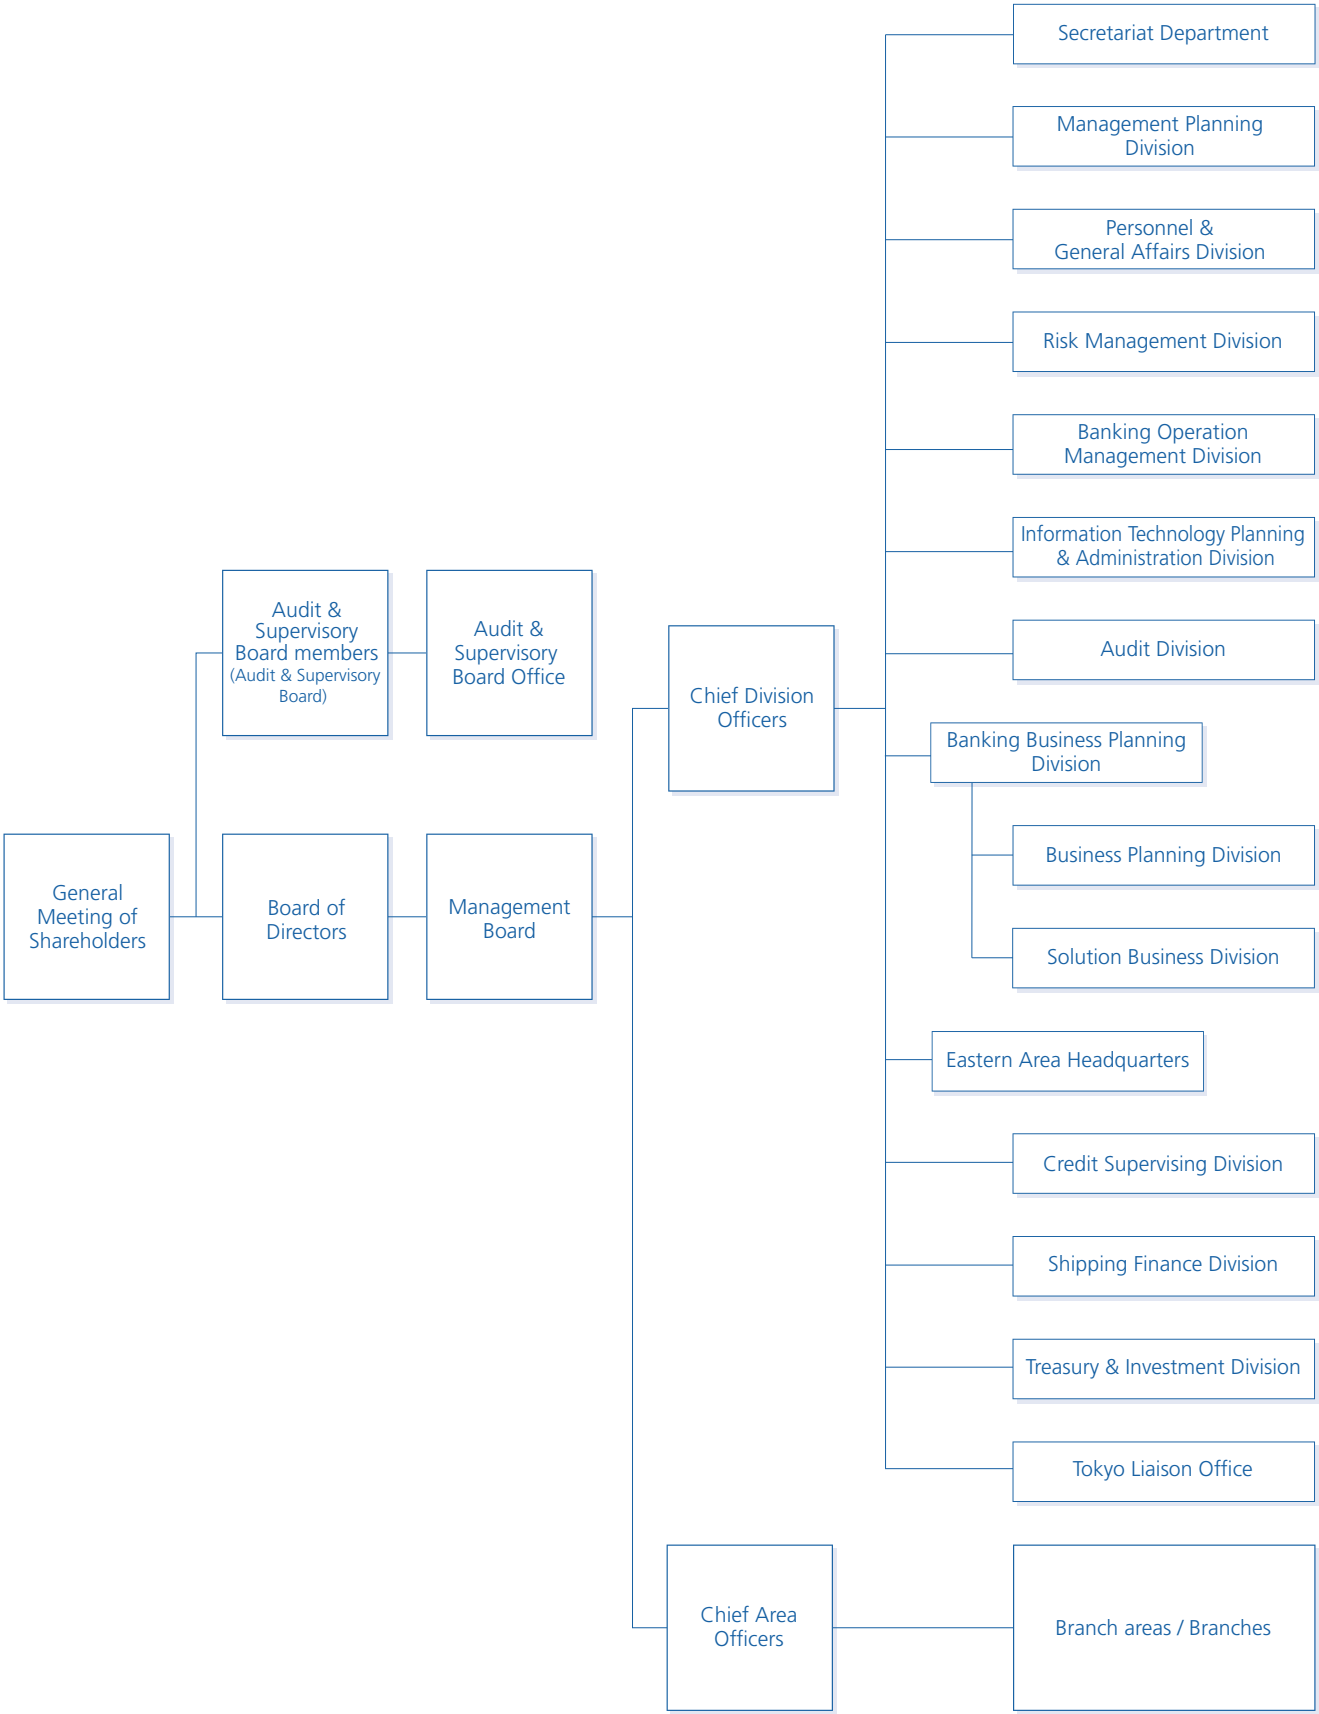 Secretariat Department
Management Planning
Division
Personnel &
General Affairs Division
Risk Management Division
Banking Operation
Management Division
Information Technology Planning
& Administration Division
Audit Division
Banking Business Planning
Division
Business Planning Division
Solution Business Division
Eastern Area Headquarters
Credit Supervising Division
Shipping Finance Division
Treasury & Investment Division
Tokyo Liaison Office
Branch areas / Branches
Chief Division
Officers
Chief Area
Officers
Audit &
Supervisory
Board members
(Audit & Supervisory
Board)
Audit &
Supervisory
Board Office
General
Meeting of
Shareholders
Board of
Directors
Management
Board